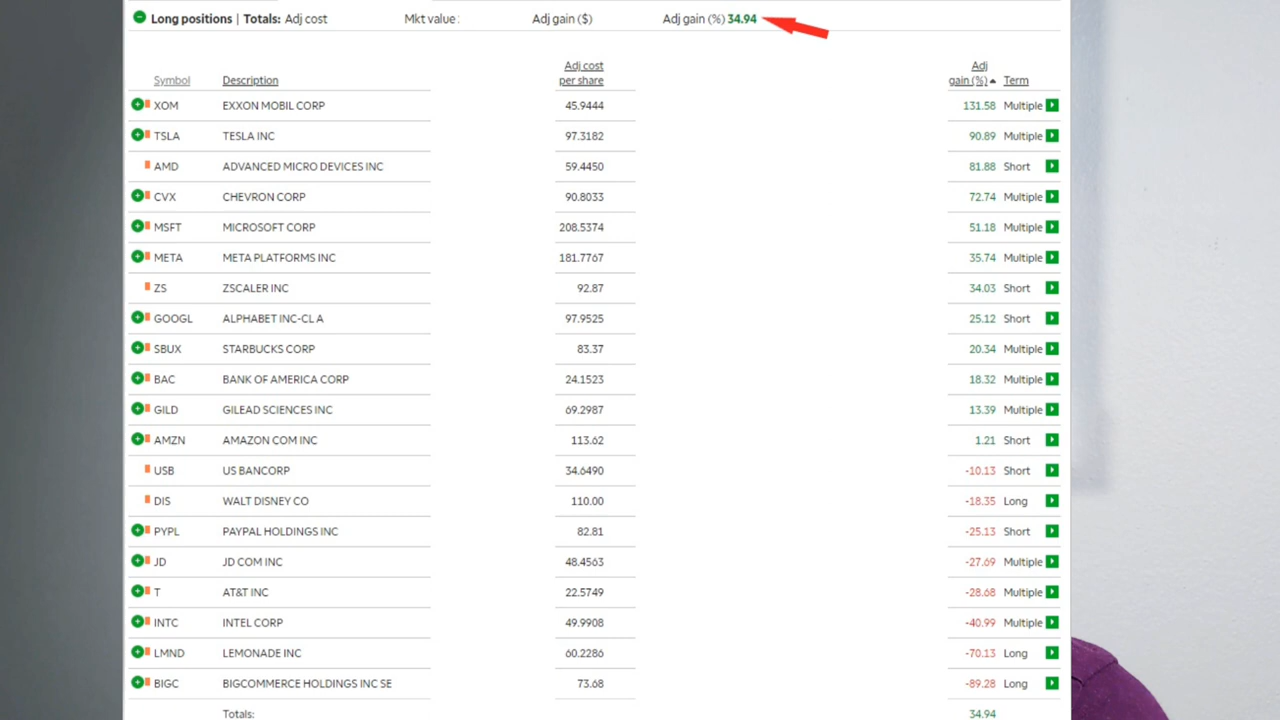 Long positions | Totals: Adj cost Mkt value Adj gain ($) Adj gain (%) 34.94
Symbol Description Adj cost per share Adj gain (%) Term
XOM EXXON MOBIL CORP 45.9444 131.58 Multiple
TSLA TESLA INC 97.3182 90.89 Multiple
AMD ADVANCED MICRO DEVICES INC 59.4450 81.88 Short
CVX CHEVRON CORP 90.8033 72.74 Multiple
MSFT MICROSOFT CORP 208.5374 51.18 Multiple
META META PLATFORMS INC 181.7767 35.74 Multiple
ZS ZSCALER INC 92.87 34.03 Short
GOOGL ALPHABET INC-CL A 97.9525 25.12 Short
SBUX STARBUCKS CORP 83.37 20.34 Multiple
BAC BANK OF AMERICA CORP 24.1523 18.32 Multiple
GILD GILEAD SCIENCES INC 69.2987 13.39 Multiple
AMZN AMAZON COM INC 113.62 1.21 Short
USB US BANCORP 34.6490 -10.13 Short
DIS WALT DISNEY CO 110.00 -18.35 Long
PYPL PAYPAL HOLDINGS INC 82.81 -25.13 Short
JD JD COM INC 48.4563 -27.69 Multiple
T AT&T INC 22.5749 -28.68 Multiple
INTC INTEL CORP 49.9908 -40.99 Multiple
LMND LEMONADE INC 60.2286 -70.13 Long
BIGC BIGCOMMERCE HOLDINGS INC SE 73.68 -89.28 Long
Totals: 34.94